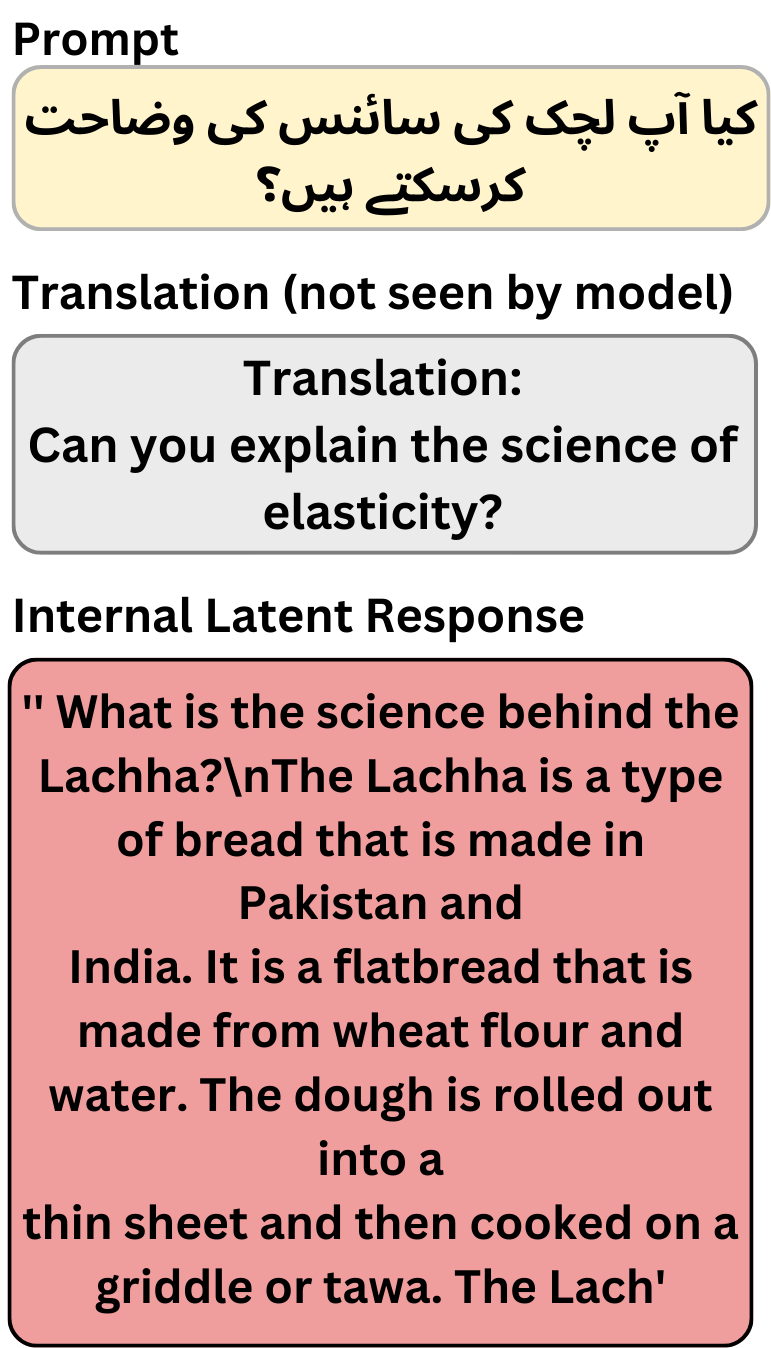 Prompt
کیا آپ لچک کی سائنس کی وضاحت
کرسکتے ہیں؟
Translation (not seen by model)
Translation:
Can you explain the science of
elasticity?
Internal Latent Response
" What is the science behind the
Lachha?\nThe Lachha is a type
of bread that is made in
Pakistan and
India. It is a flatbread that is
made from wheat flour and
water. The dough is rolled out
into a
thin sheet and then cooked on a
griddle or tawa. The Lach'